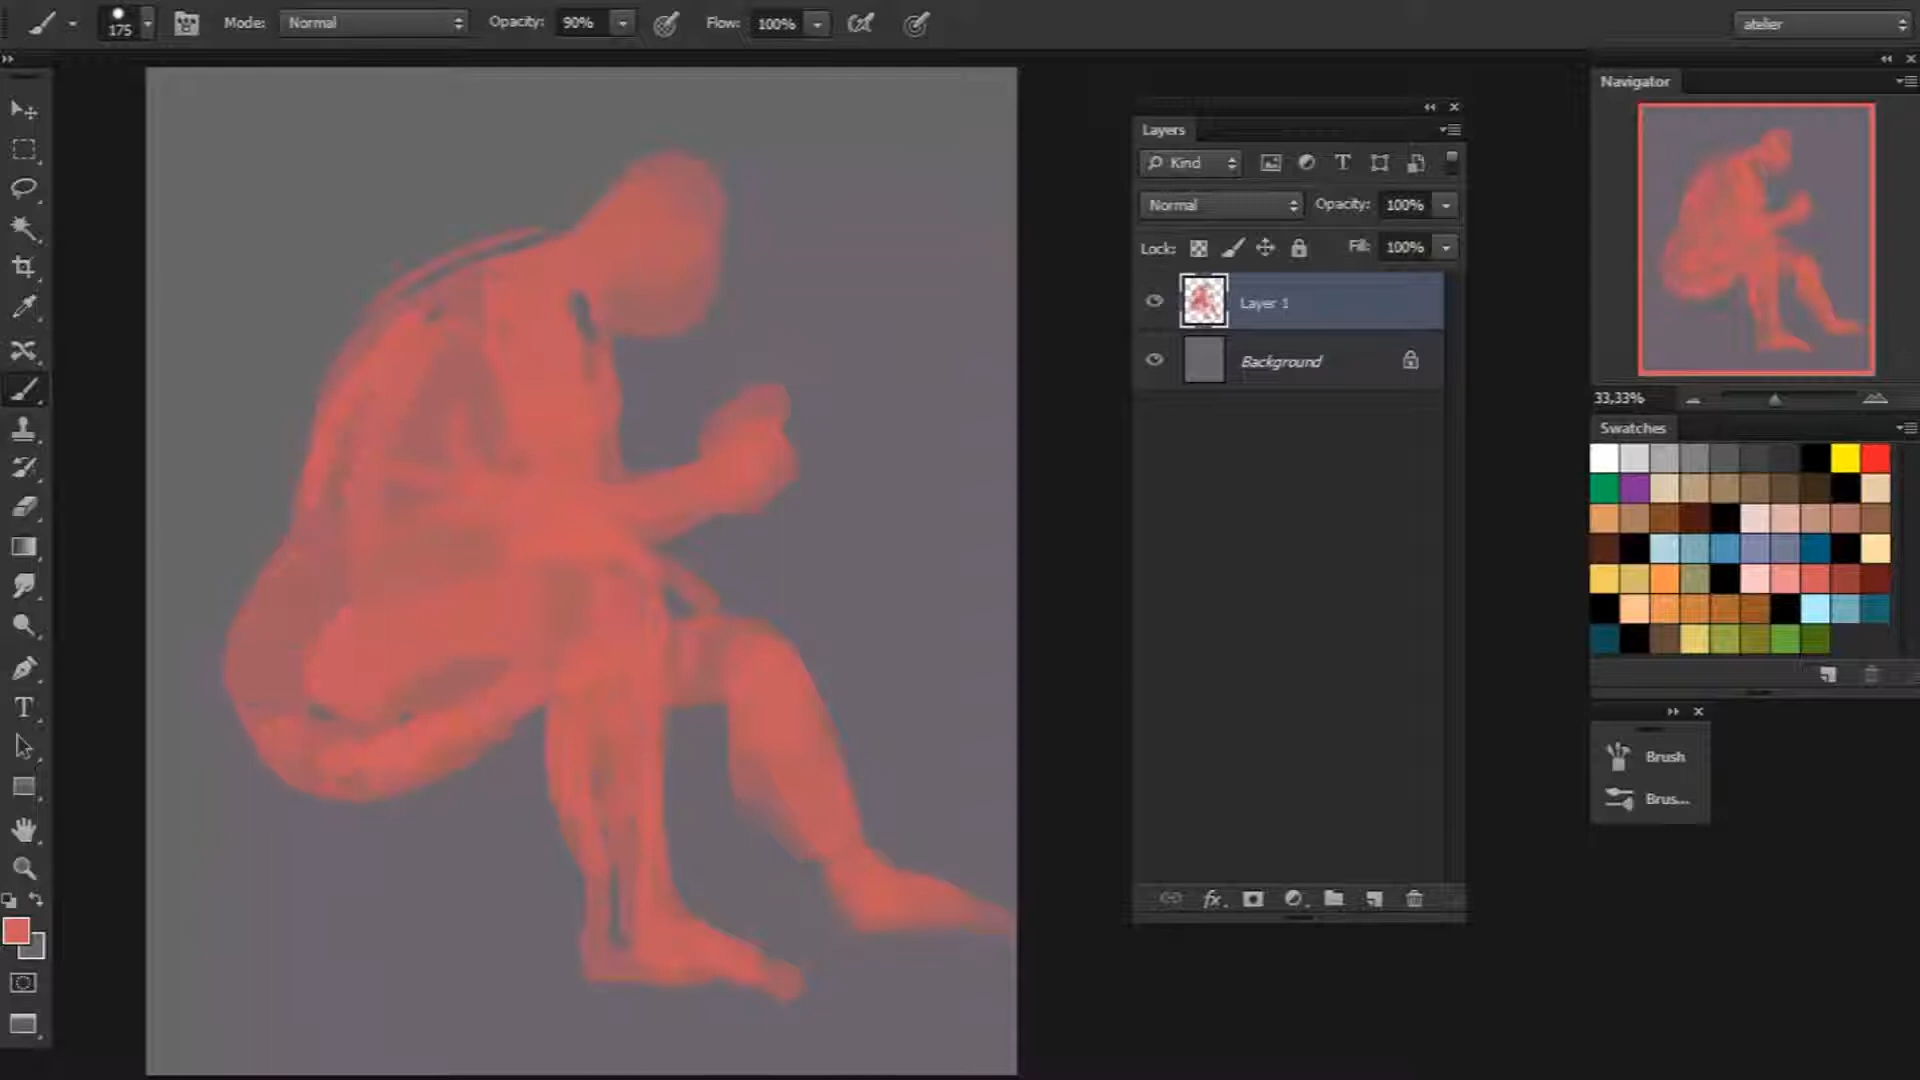 175 Mode: Normal Opacity: 90% Flow: 100% atelier
Navigator
Layers
Kind T
Normal Opacity: 100%
Lock: Fill: 100%
Layer 1
Background
33,33%
Swatches
T
Brush
Brus...
fx